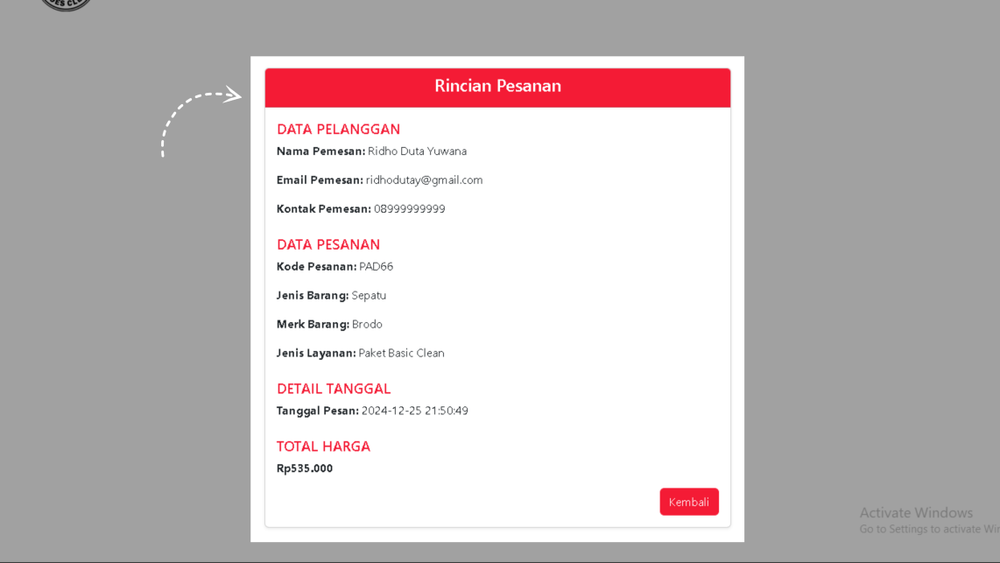 Rincian Pesanan
DATA PELANGGAN
Nama Pemesan: Ridho Duta Yuwana
Email Pemesan: ridhodutay@gmail.com
Kontak Pemesan: 08999999999
DATA PESANAN
Kode Pesanan: PAD66
Jenis Barang: Sepatu
Merk Barang: Brodo
Jenis Layanan: Paket Basic Clean
DETAIL TANGGAL
Tanggal Pesan: 2024-12-25 21:50:49
TOTAL HARGA
Rp535.000
Kembali
Activate Windows
Go to Settings to activate